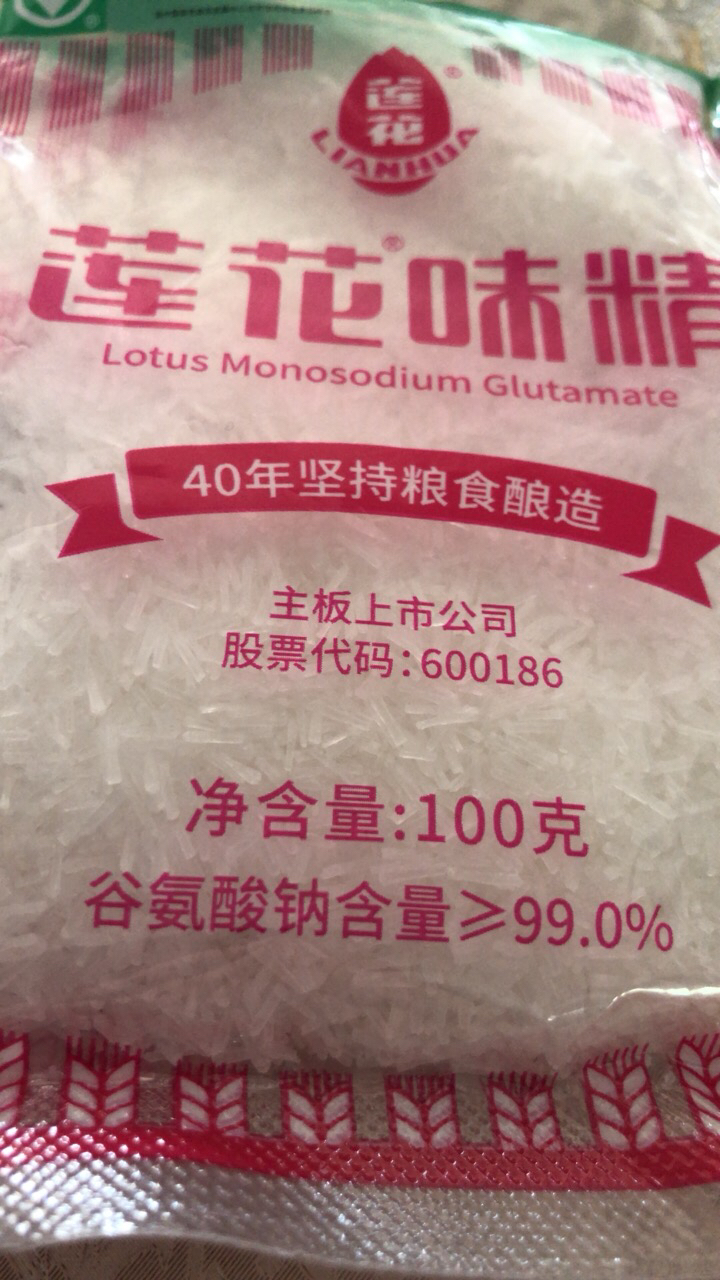 莲
花
®
LIANHUA
莲花®味精
Lotus Monosodium Glutamate
40年坚持粮食酿造
主板上市公司
股票代码:600186
净含量:100克
谷氨酸钠含量≥99.0%